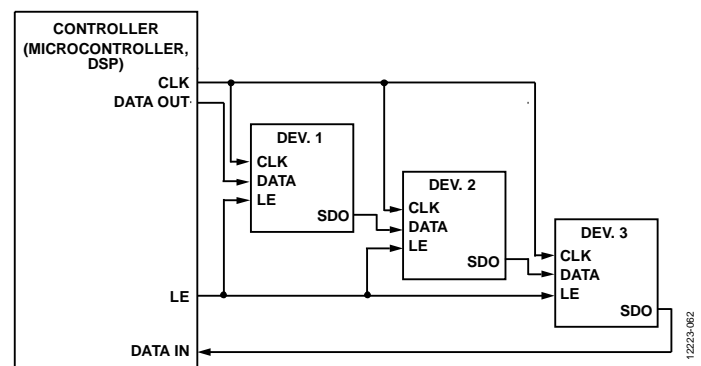 CONTROLLER
(MICROCONTROLLER,
DSP)
CLK
DATA OUT
DEV. 1
CLK
DATA
LE
SDO
DEV. 2
CLK
DATA
LE
SDO
DEV. 3
CLK
DATA
LE
SDO
LE
DATA IN
12223-062